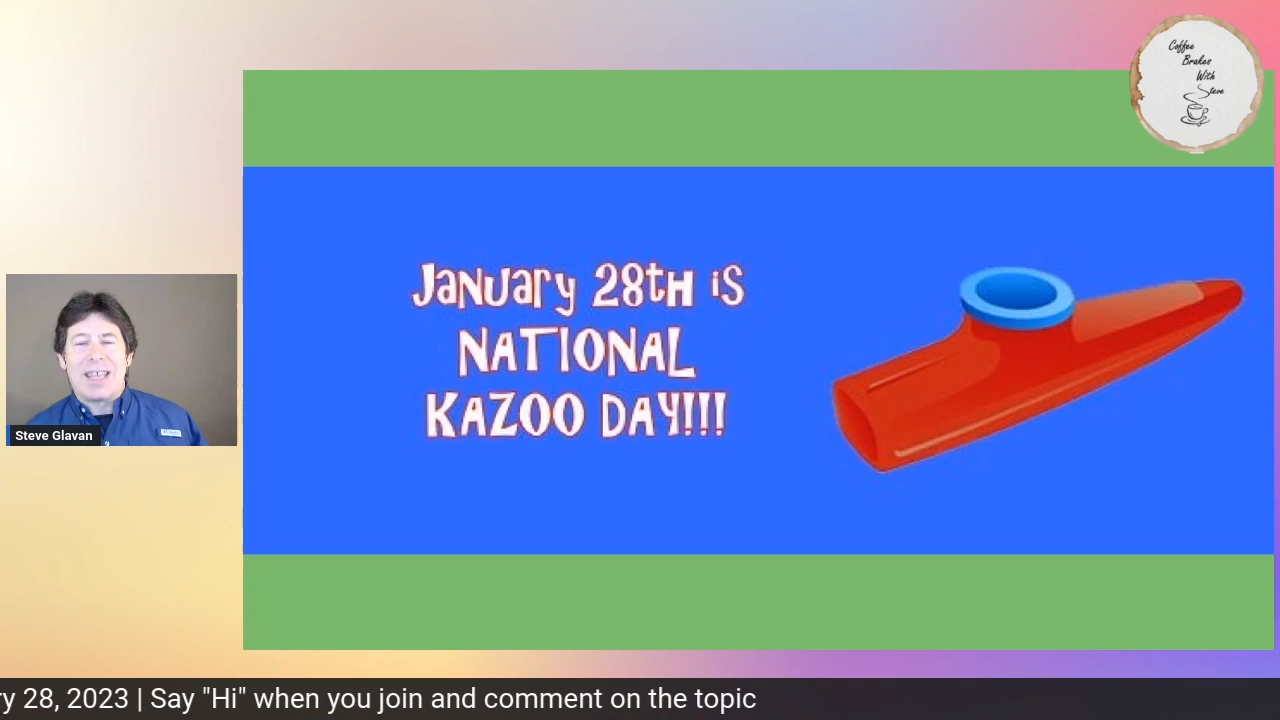 Coffee
Brakes
With
Steve
January 28th is
NATIONAL
KAZOO DAY!!!
Steve Glavan
ry 28, 2023 | Say "Hi" when you join and comment on the topic